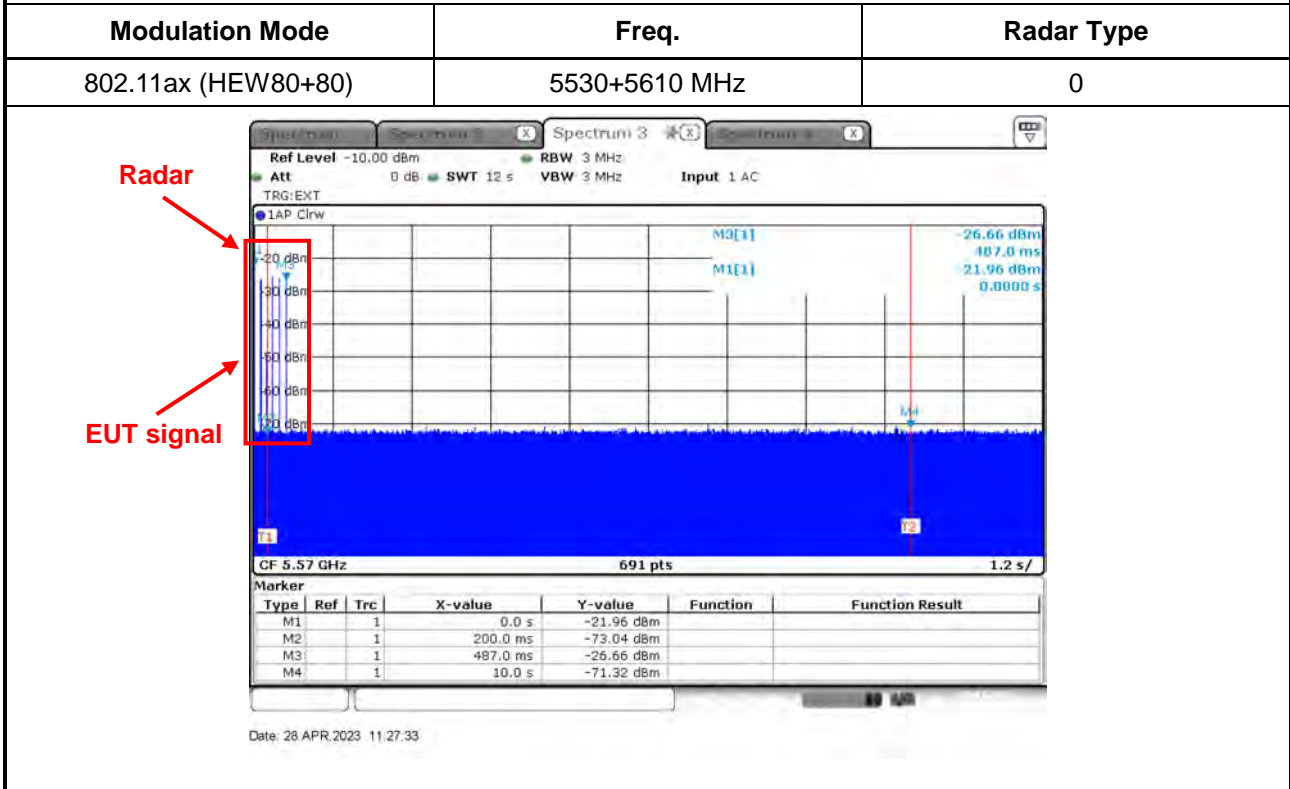 Modulation Mode Freq. Radar Type
802.11ax (HEW80+80) 5530+5610 MHz 0
Spectrum 3
Ref Level -10.00 dBm RBW 3 MHz
Att 0 dB SWT 12 s VBW 3 MHz Input 1 AC
TRG:EXT
1AP Clrw
Radar
EUT signal
M3[1] -26.66 dBm
487.0 ms
M1[1] -21.96 dBm
0.0000 s
-20 dBm
M3
-30 dBm
-40 dBm
-50 dBm
-60 dBm
M4
T1 T2
CF 5.57 GHz 691 pts 1.2 s/
Marker
Type Ref Trc X-value Y-value Function Function Result
M1 1 0.0 s -21.96 dBm
M2 1 200.0 ms -73.04 dBm
M3 1 487.0 ms -26.66 dBm
M4 1 10.0 s -71.32 dBm
Date: 28.APR.2023 11:27:33